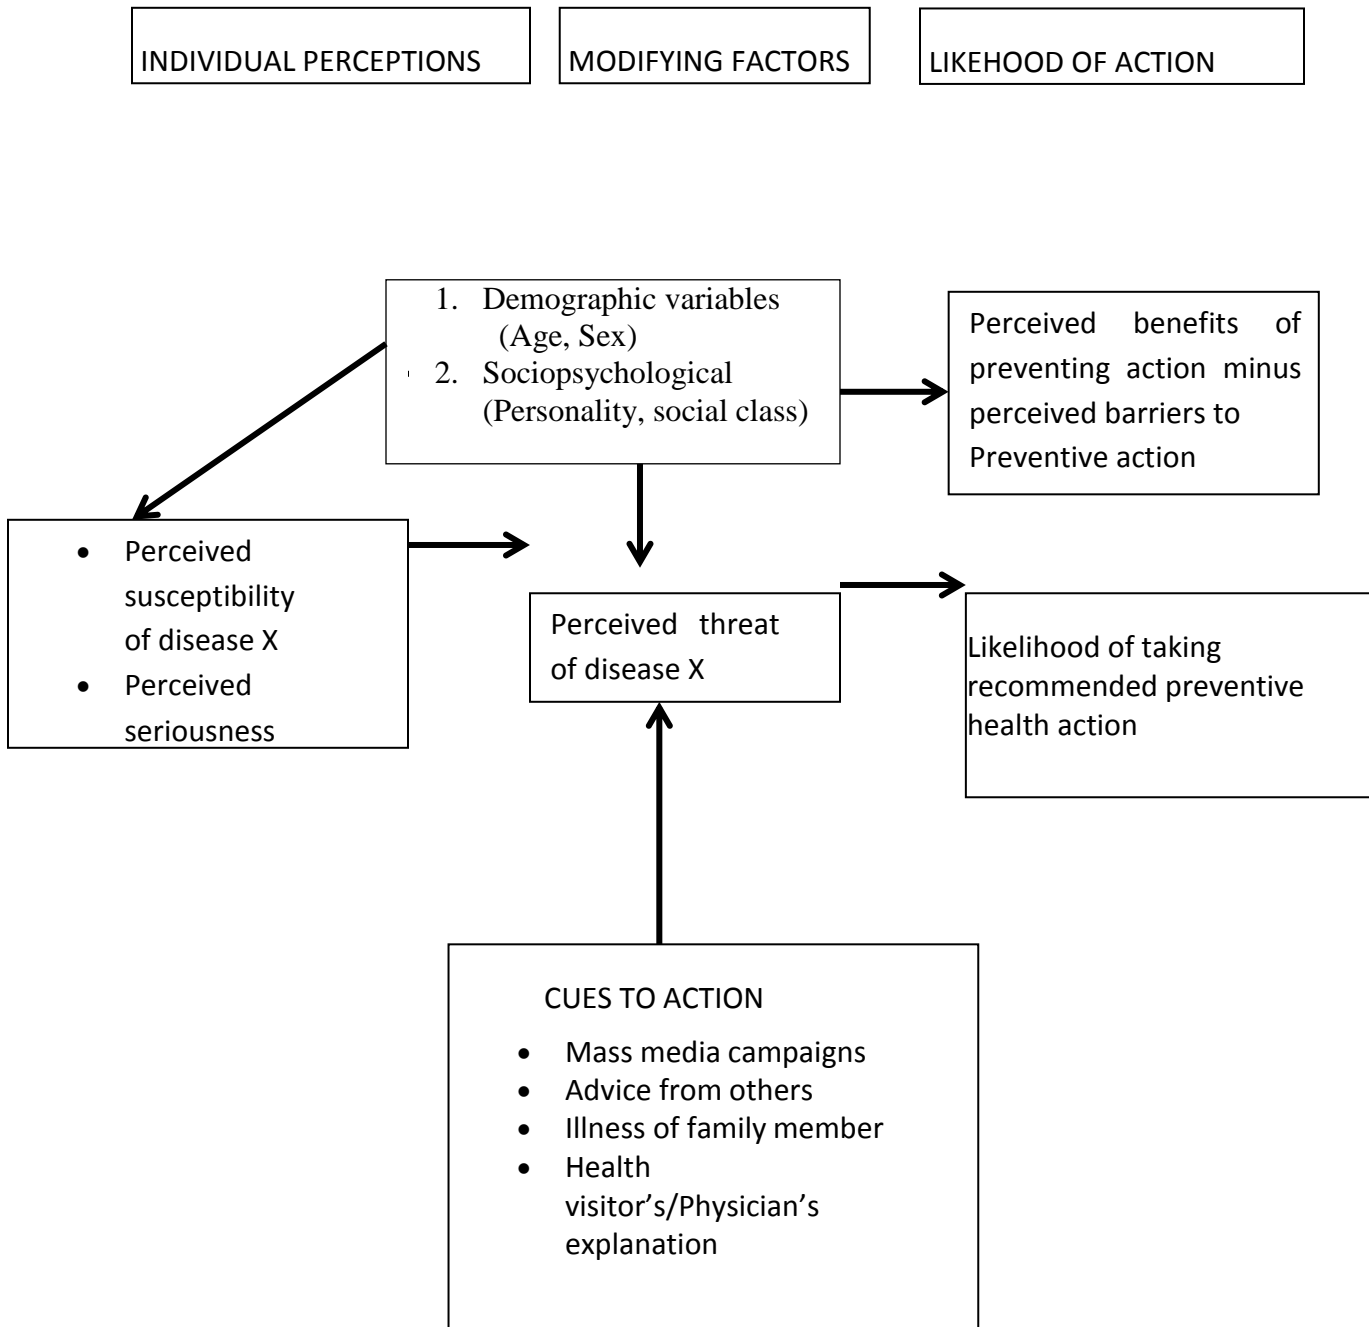 INDIVIDUAL PERCEPTIONS
MODIFYING FACTORS
LIKEHOOD OF ACTION
1. Demographic variables
(Age, Sex)
2. Sociopsychological
(Personality, social class)
Perceived benefits of
preventing action minus
perceived barriers to
Preventive action
• Perceived
susceptibility
of disease X
• Perceived
seriousness
Perceived threat
of disease X
Likelihood of taking
recommended preventive
health action
CUES TO ACTION
• Mass media campaigns
• Advice from others
• Illness of family member
• Health
visitor’s/Physician’s
explanation